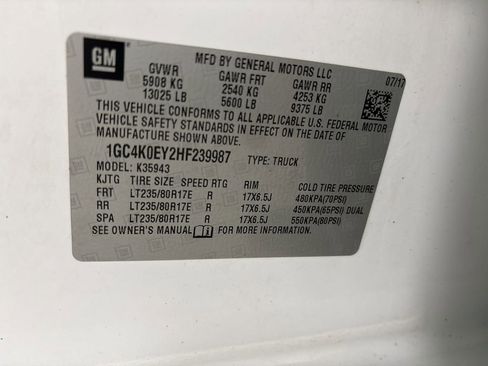 GM
MFD BY GENERAL MOTORS LLC
07/17
GVWR GAWR FRT GAWR RR
5908 KG 2540 KG 4253 KG
13025 LB 5600 LB 9375 LB
THIS VEHICLE CONFORMS TO ALL APPLICABLE U.S. FEDERAL MOTOR
VEHICLE SAFETY STANDARDS IN EFFECT ON THE DATE OF
MANUFACTURE SHOWN ABOVE.
1GC4K0EY2HF239987 TYPE: TRUCK
MODEL: K35943
KJTG TIRE SIZE SPEED RTG RIM COLD TIRE PRESSURE
FRT LT235/80R17E R 17X6.5J 480KPA(70PSI)
RR LT235/80R17E R 17X6.5J 450KPA(65PSI) DUAL
SPA LT235/80R17E R 17X6.5J 550KPA(80PSI)
SEE OWNER'S MANUAL FOR MORE INFORMATION.